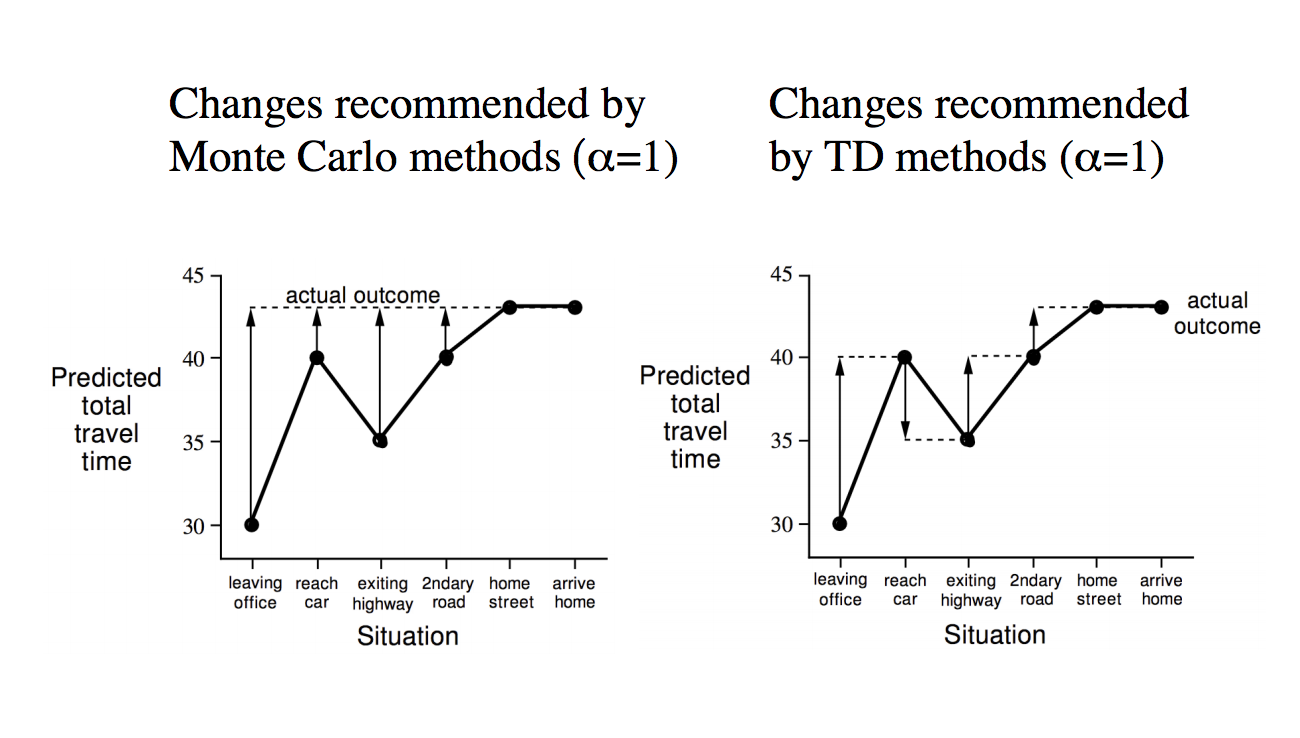 Changes recommended by
Monte Carlo methods (α=1)
45
40
35
30
actual outcome
Predicted
total
travel
time
leaving
office
reach
car
exiting
highway
2ndary
road
home
street
arrive
home
Situation
Changes recommended
by TD methods (α=1)
45
40
35
30
actual
outcome
Predicted
total
travel
time
leaving
office
reach
car
exiting
highway
2ndary
road
home
street
arrive
home
Situation